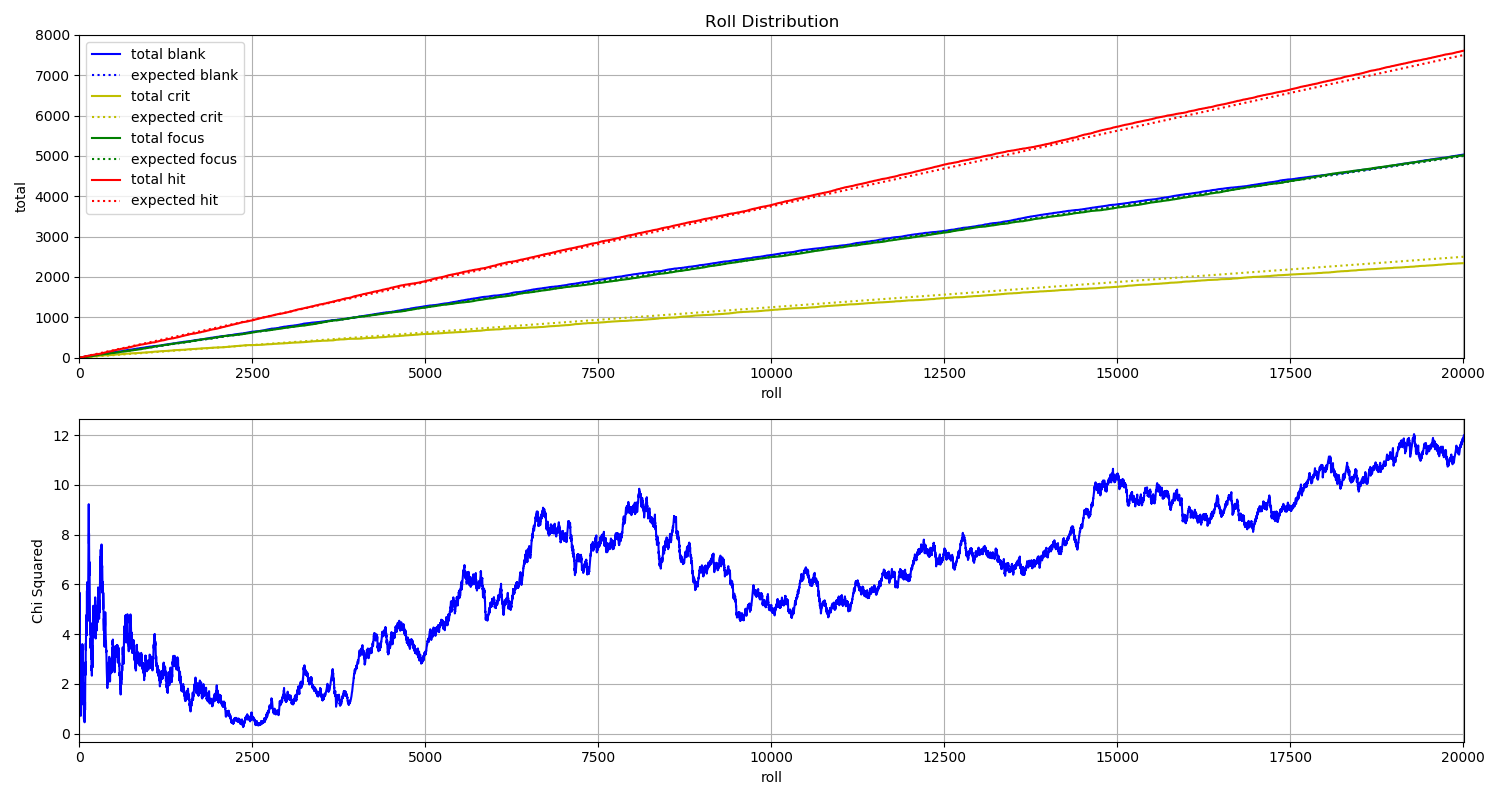 Roll Distribution
8000
7000
6000
5000
4000
3000
2000
1000
0
total
total blank
expected blank
total crit
expected crit
total focus
expected focus
total hit
expected hit
0 2500 5000 7500 10000 12500 15000 17500 20000
roll
12
10
8
6
4
2
0
Chi Squared
0 2500 5000 7500 10000 12500 15000 17500 20000
roll